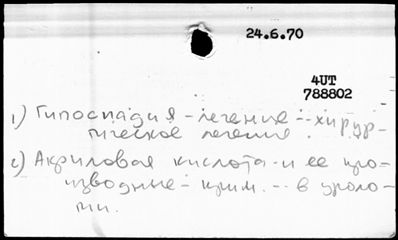 24.6.70
4UT
788802
1) Гипоспадия - лечение -- хирур-
гическое лечение.
2) Акриловая кислота - и ее про-
изводные - прим. -- в уроло-
гии.